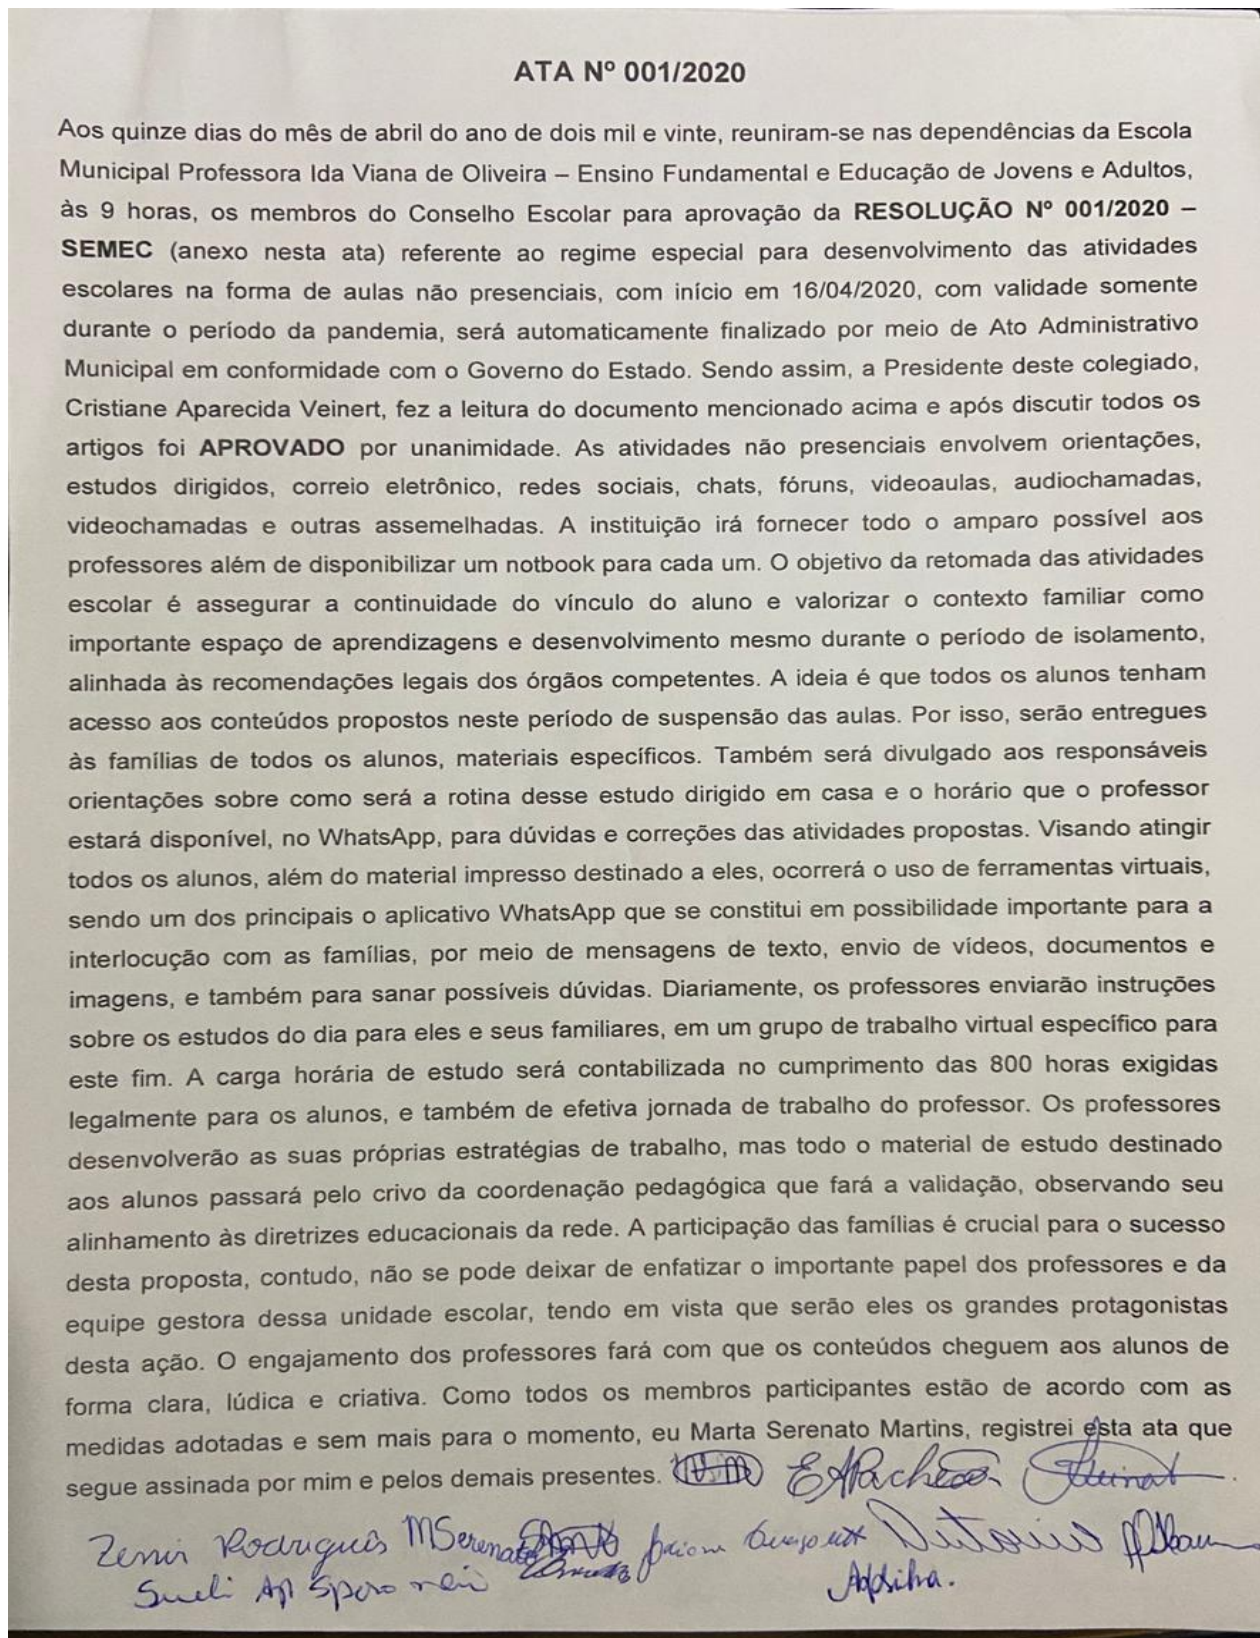 ATA Nº 001/2020
Aos quinze dias do mês de abril do ano de dois mil e vinte, reuniram-se nas dependências da Escola
Municipal Professora Ida Viana de Oliveira – Ensino Fundamental e Educação de Jovens e Adultos,
às 9 horas, os membros do Conselho Escolar para aprovação da RESOLUÇÃO Nº 001/2020 –
SEMEC (anexo nesta ata) referente ao regime especial para desenvolvimento das atividades
escolares na forma de aulas não presenciais, com início em 16/04/2020, com validade somente
durante o período da pandemia, será automaticamente finalizado por meio de Ato Administrativo
Municipal em conformidade com o Governo do Estado. Sendo assim, a Presidente deste colegiado,
Cristiane Aparecida Veinert, fez a leitura do documento mencionado acima e após discutir todos os
artigos foi APROVADO por unanimidade. As atividades não presenciais envolvem orientações,
estudos dirigidos, correio eletrônico, redes sociais, chats, fóruns, videoaulas, audiochamadas,
videochamadas e outras assemelhadas. A instituição irá fornecer todo o amparo possível aos
professores além de disponibilizar um notbook para cada um. O objetivo da retomada das atividades
escolar é assegurar a continuidade do vínculo do aluno e valorizar o contexto familiar como
importante espaço de aprendizagens e desenvolvimento mesmo durante o período de isolamento,
alinhada às recomendações legais dos órgãos competentes. A ideia é que todos os alunos tenham
acesso aos conteúdos propostos neste período de suspensão das aulas. Por isso, serão entregues
às famílias de todos os alunos, materiais específicos. Também será divulgado aos responsáveis
orientações sobre como será a rotina desse estudo dirigido em casa e o horário que o professor
estará disponível, no WhatsApp, para dúvidas e correções das atividades propostas. Visando atingir
todos os alunos, além do material impresso destinado a eles, ocorrerá o uso de ferramentas virtuais,
sendo um dos principais o aplicativo WhatsApp que se constitui em possibilidade importante para a
interlocução com as famílias, por meio de mensagens de texto, envio de vídeos, documentos e
imagens, e também para sanar possíveis dúvidas. Diariamente, os professores enviarão instruções
sobre os estudos do dia para eles e seus familiares, em um grupo de trabalho virtual específico para
este fim. A carga horária de estudo será contabilizada no cumprimento das 800 horas exigidas
legalmente para os alunos, e também de efetiva jornada de trabalho do professor. Os professores
desenvolverão as suas próprias estratégias de trabalho, mas todo o material de estudo destinado
aos alunos passará pelo crivo da coordenação pedagógica que fará a validação, observando seu
alinhamento às diretrizes educacionais da rede. A participação das famílias é crucial para o sucesso
desta proposta, contudo, não se pode deixar de enfatizar o importante papel dos professores e da
equipe gestora dessa unidade escolar, tendo em vista que serão eles os grandes protagonistas
desta ação. O engajamento dos professores fará com que os conteúdos cheguem aos alunos de
forma clara, lúdica e criativa. Como todos os membros participantes estão de acordo com as
medidas adotadas e sem mais para o momento, eu Marta Serenato Martins, registrei esta ata que
segue assinada por mim e pelos demais presentes. EAPacheco
Zenir Rodrigues MSerenato
Sueli Ap